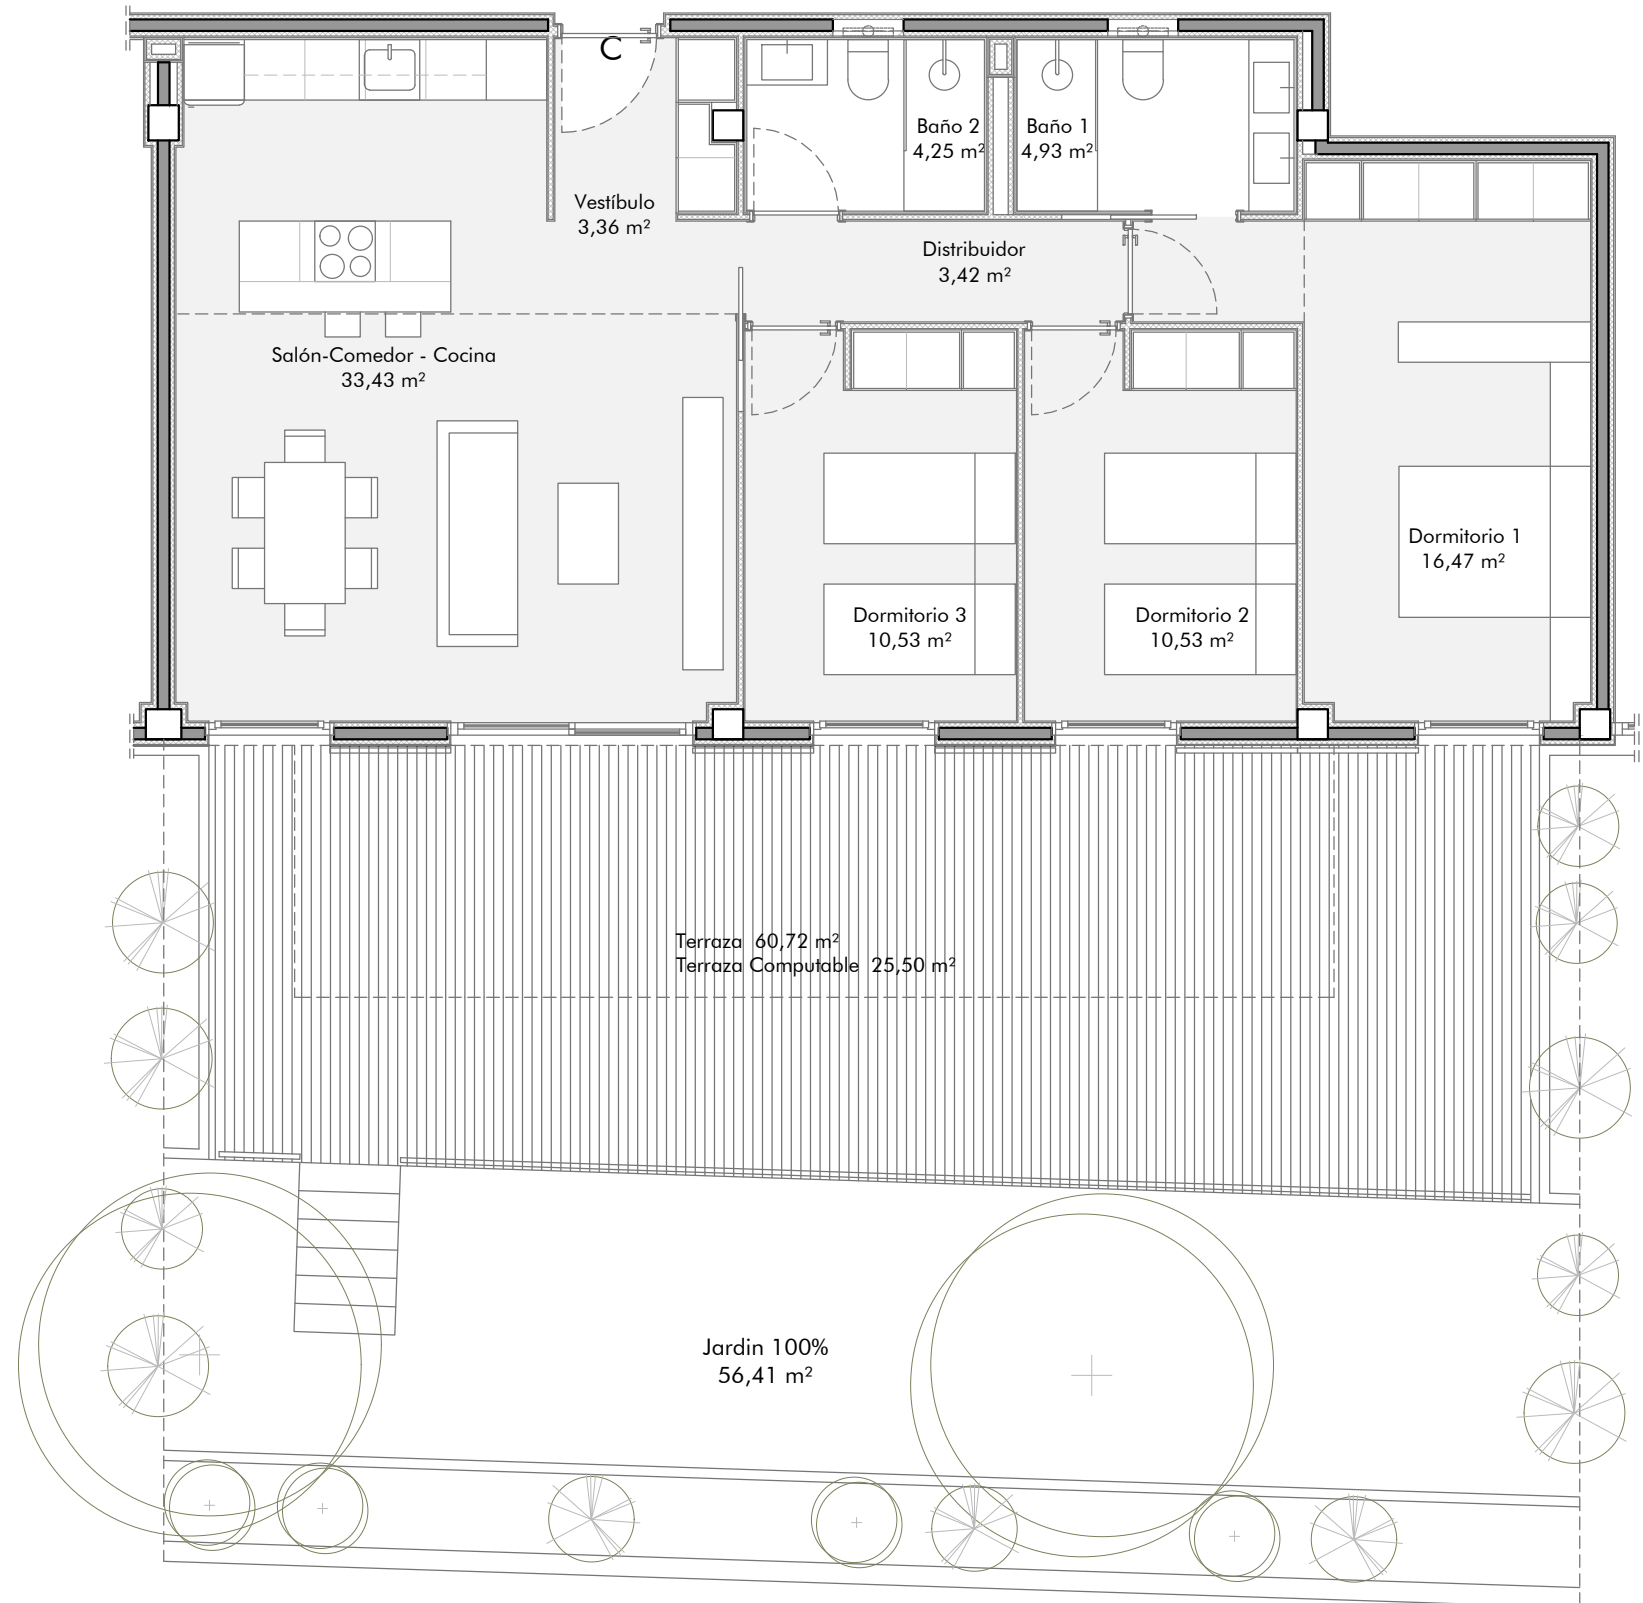 C
Baño 2
4,25 m²
Baño 1
4,93 m²
Vestíbulo
3,36 m²
Distribuidor
3,42 m²
Salón-Comedor - Cocina
33,43 m²
Dormitorio 1
16,47 m²
Dormitorio 3
10,53 m²
Dormitorio 2
10,53 m²
Terraza 60,72 m²
Terraza Computable 25,50 m²
Jardin 100%
56,41 m²